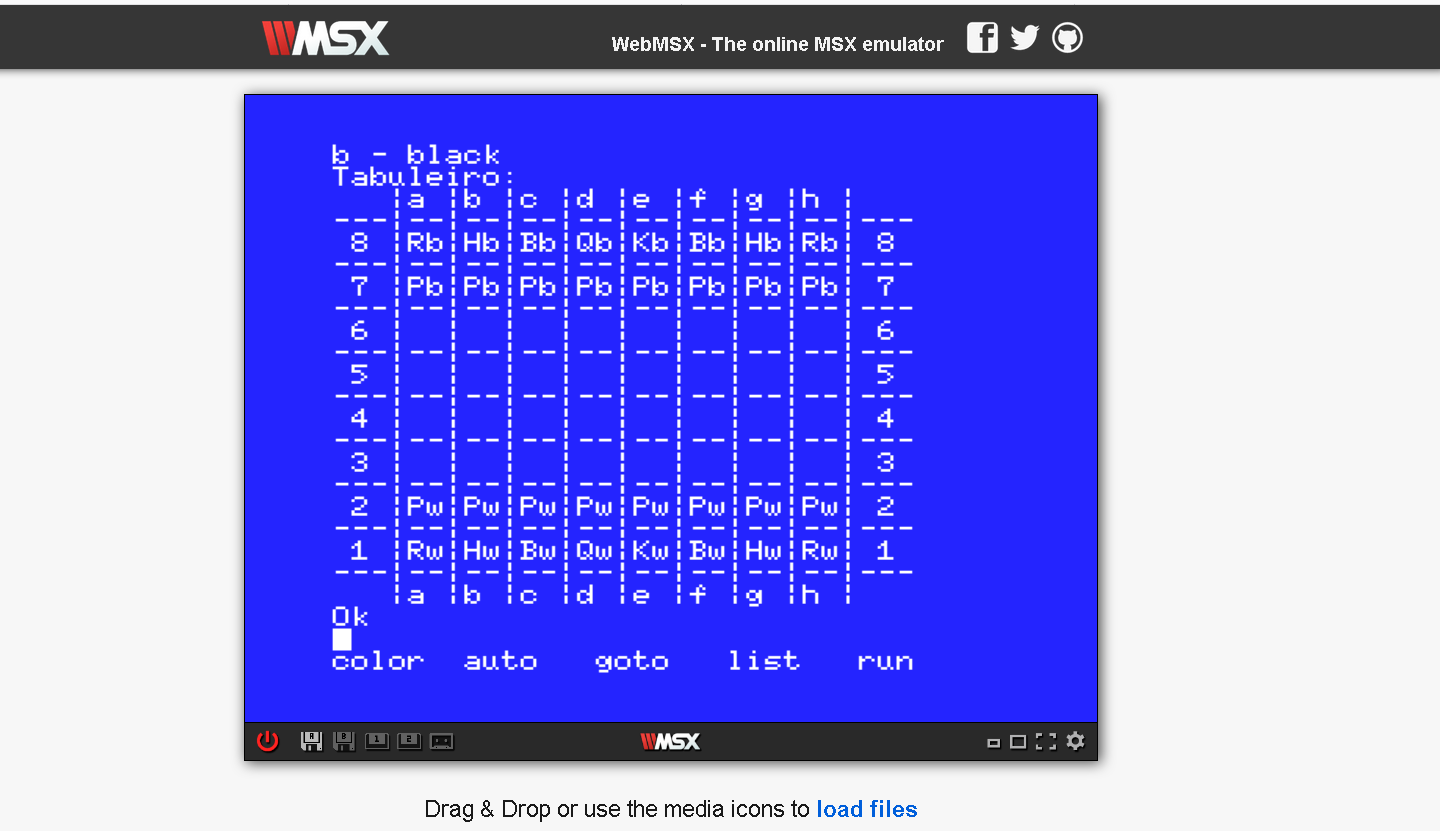 MSX
WebMSX - The online MSX emulator
b - black
Tabuleiro:
|a |b |c |d |e |f |g |h |
---|--|--|--|--|--|--|--|--|---
8 |Rb|Hb|Bb|Qb|Kb|Bb|Hb|Rb| 8
---|--|--|--|--|--|--|--|--|---
7 |Pb|Pb|Pb|Pb|Pb|Pb|Pb|Pb| 7
---|--|--|--|--|--|--|--|--|---
6 |  |  |  |  |  |  |  |  | 6
---|--|--|--|--|--|--|--|--|---
5 |  |  |  |  |  |  |  |  | 5
---|--|--|--|--|--|--|--|--|---
4 |  |  |  |  |  |  |  |  | 4
---|--|--|--|--|--|--|--|--|---
3 |  |  |  |  |  |  |  |  | 3
---|--|--|--|--|--|--|--|--|---
2 |Pw|Pw|Pw|Pw|Pw|Pw|Pw|Pw| 2
---|--|--|--|--|--|--|--|--|---
1 |Rw|Hw|Bw|Qw|Kw|Bw|Hw|Rw| 1
---|--|--|--|--|--|--|--|--|---
|a |b |c |d |e |f |g |h |
Ok
color auto goto list run
A B 1 2 MSX
Drag & Drop or use the media icons to load files